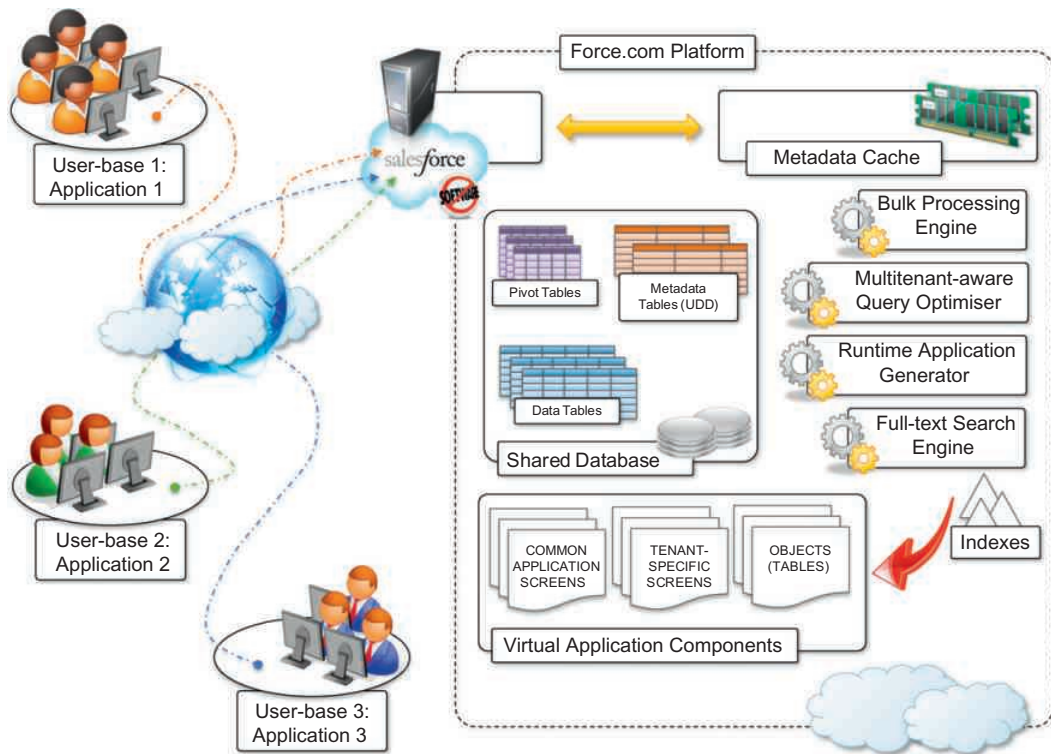 Force.com Platform
User-base 1:
Application 1
salesforce
SOFTWARE
Metadata Cache
Bulk Processing
Engine
Pivot Tables
Metadata
Tables (UDD)
Multitenant-aware
Query Optimiser
Runtime Application
Generator
Data Tables
Full-text Search
Engine
Shared Database
User-base 2:
Application 2
COMMON
APPLICATION
SCREENS
TENANT-
SPECIFIC
SCREENS
OBJECTS
(TABLES)
Indexes
Virtual Application Components
User-base 3:
Application 3